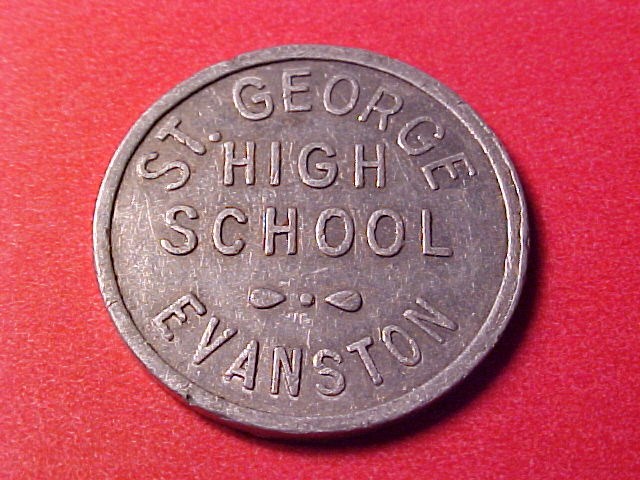 ST. GEORGE
HIGH
SCHOOL
EVANSTON